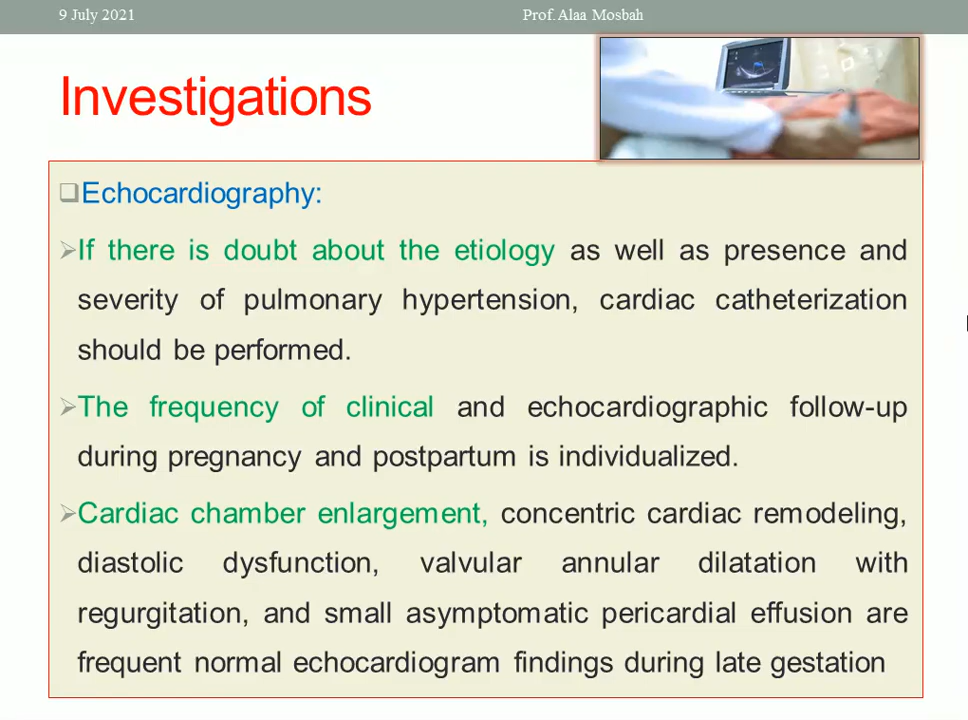 9 July 2021
Prof. Alaa Mosbah
Investigations
Echocardiography:
If there is doubt about the etiology as well as presence and
severity of pulmonary hypertension, cardiac catheterization
should be performed.
The frequency of clinical and echocardiographic follow-up
during pregnancy and postpartum is individualized.
Cardiac chamber enlargement, concentric cardiac remodeling,
diastolic dysfunction, valvular annular dilatation with
regurgitation, and small asymptomatic pericardial effusion are
frequent normal echocardiogram findings during late gestation